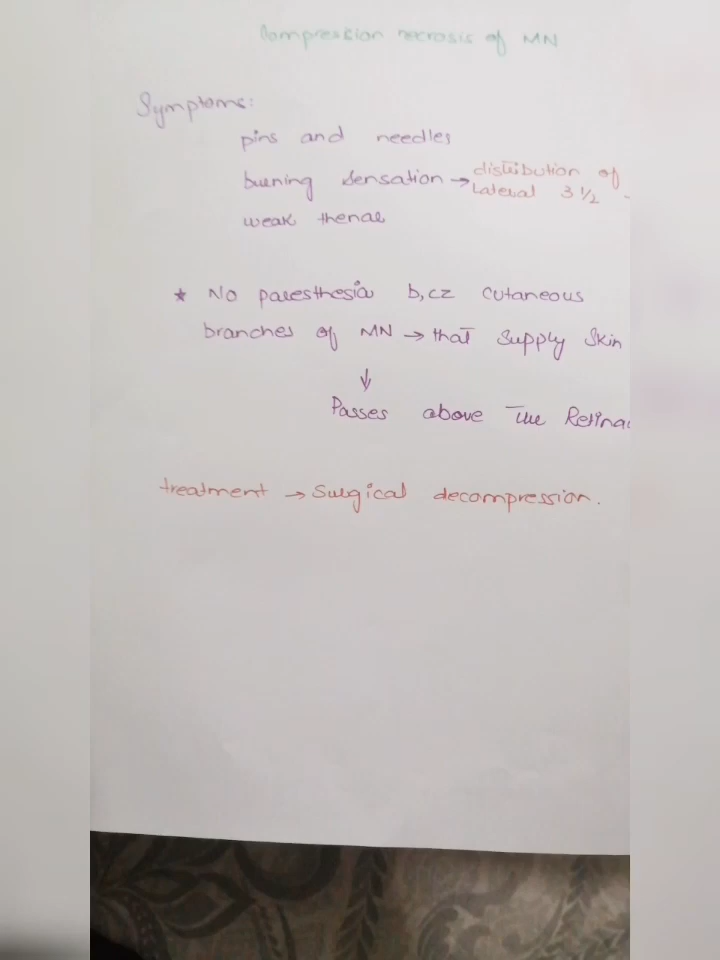 Compression necrosis of MN
Symptoms:
pins and needles
burning sensation → distribution of
lateral 3 1/2
weak thenar
* No paresthesia b,cz cutaneous
branches of MN → that supply skin
↓
Passes above the Retinac
treatment → Surgical decompression.